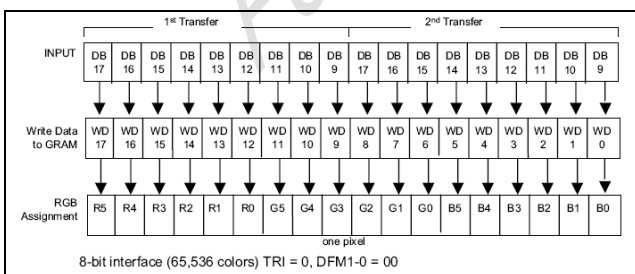 1st Transfer 2nd Transfer
INPUT DB 17 DB 16 DB 15 DB 14 DB 13 DB 12 DB 11 DB 10 DB 9 DB 17 DB 16 DB 15 DB 14 DB 13 DB 12 DB 11 DB 10 DB 9
Write Data to GRAM WD 17 WD 16 WD 15 WD 14 WD 13 WD 12 WD 11 WD 10 WD 9 WD 8 WD 7 WD 6 WD 5 WD 4 WD 3 WD 2 WD 1 WD 0
RGB Assignment R5 R4 R3 R2 R1 R0 G5 G4 G3 G2 G1 G0 B5 B4 B3 B2 B1 B0
one pixel
8-bit interface (65,536 colors) TRI = 0, DFM1-0 = 00